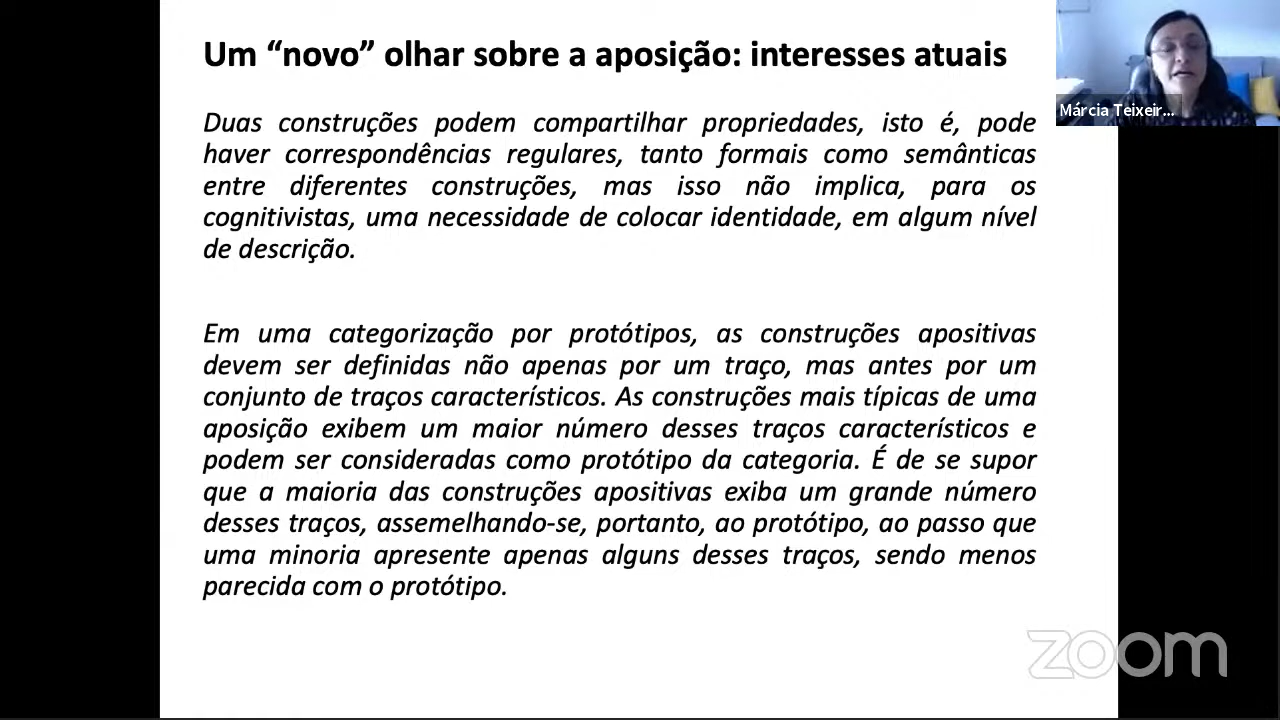 Um “novo” olhar sobre a aposição: interesses atuais
Márcia Teixeir...
Duas construções podem compartilhar propriedades, isto é, pode
haver correspondências regulares, tanto formais como semânticas
entre diferentes construções, mas isso não implica, para os
cognitivistas, uma necessidade de colocar identidade, em algum nível
de descrição.
Em uma categorização por protótipos, as construções apositivas
devem ser definidas não apenas por um traço, mas antes por um
conjunto de traços característicos. As construções mais típicas de uma
aposição exibem um maior número desses traços característicos e
podem ser consideradas como protótipo da categoria. É de se supor
que a maioria das construções apositivas exiba um grande número
desses traços, assemelhando-se, portanto, ao protótipo, ao passo que
uma minoria apresente apenas alguns desses traços, sendo menos
parecida com o protótipo.
zoom